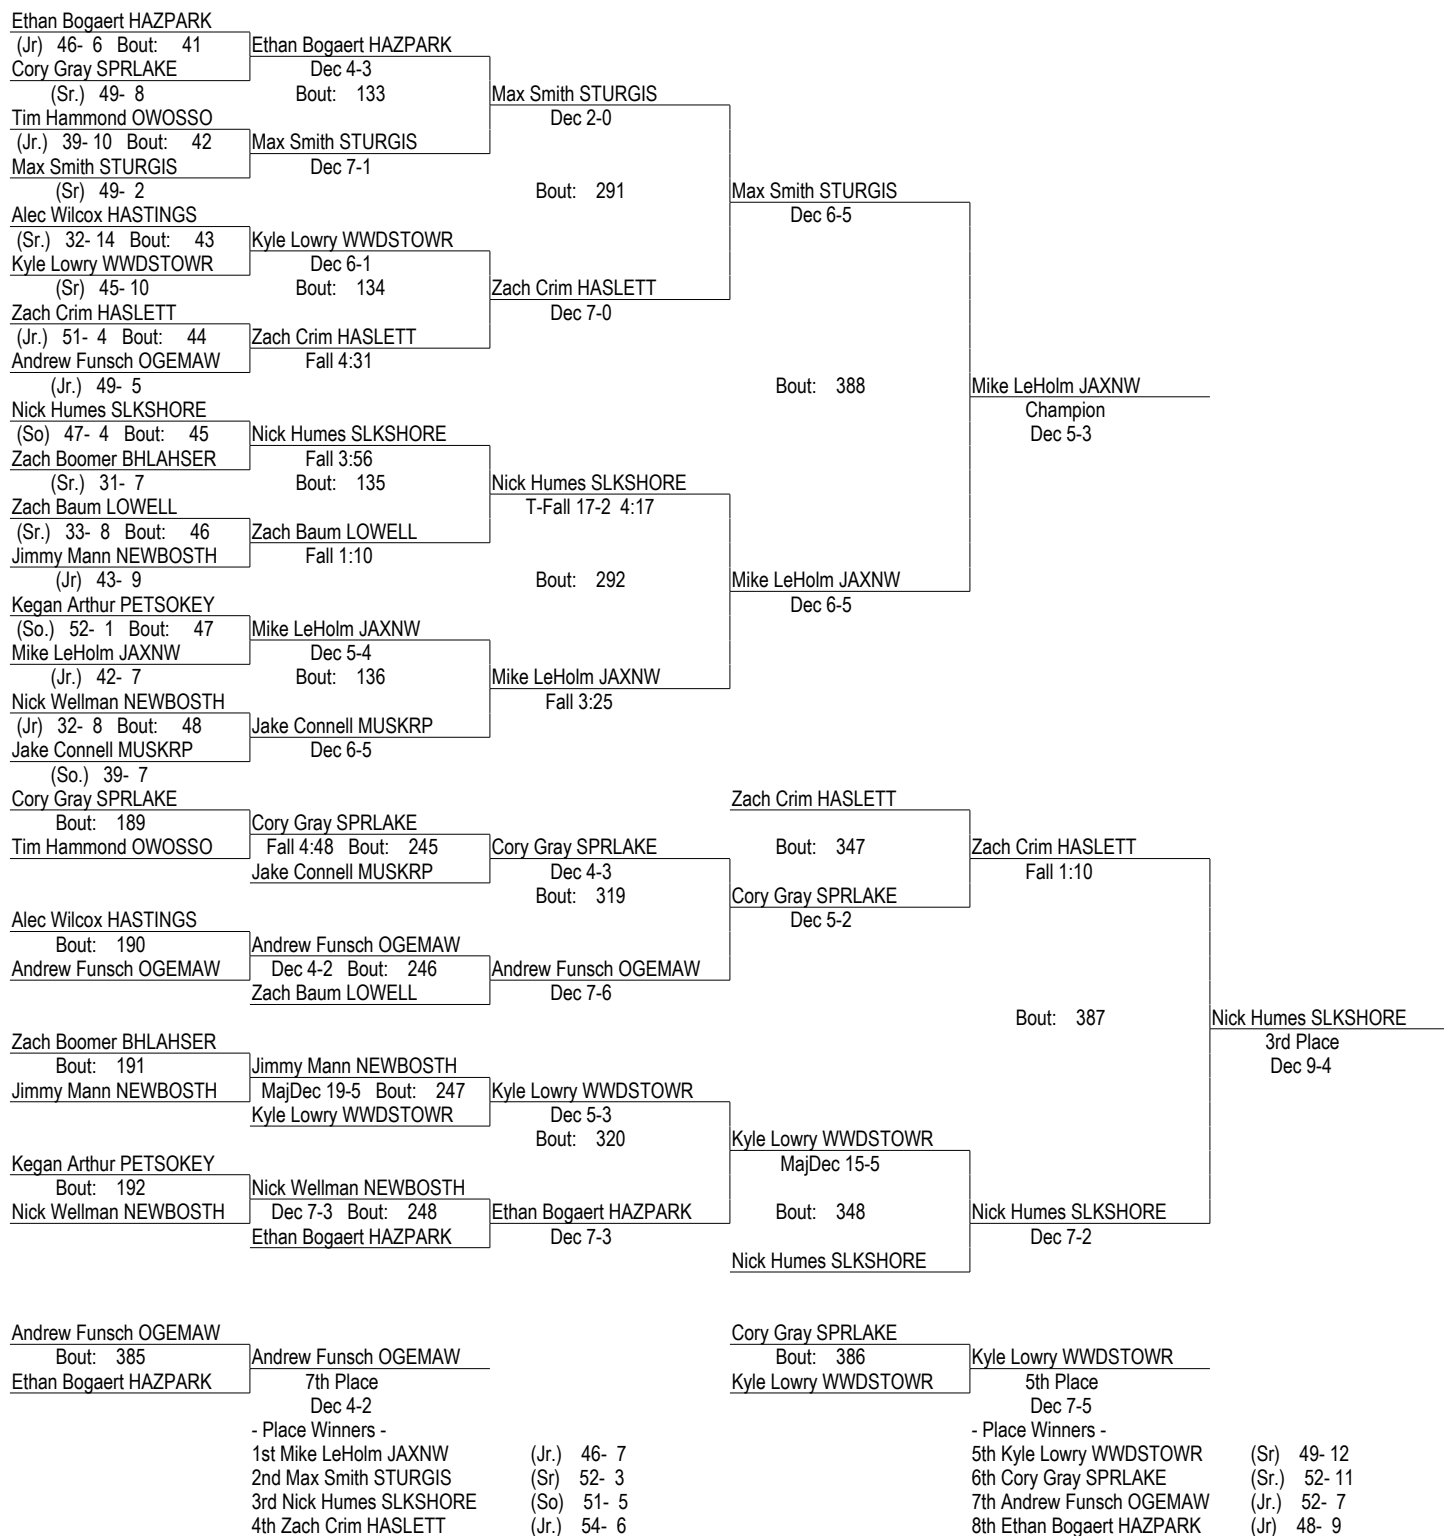 Ethan Bogaert HAZPARK
(Jr) 46- 6 Bout: 41 Ethan Bogaert HAZPARK
Cory Gray SPRLAKE Dec 4-3
(Sr.) 49- 8 Bout: 133 Max Smith STURGIS
Tim Hammond OWOSSO Dec 2-0
(Jr.) 39- 10 Bout: 42 Max Smith STURGIS
Max Smith STURGIS Dec 7-1
(Sr) 49- 2 Bout: 291 Max Smith STURGIS
Alec Wilcox HASTINGS Dec 6-5
(Sr.) 32- 14 Bout: 43 Kyle Lowry WWDSTOWR
Kyle Lowry WWDSTOWR Dec 6-1
(Sr) 45- 10 Bout: 134 Zach Crim HASLETT
Zach Crim HASLETT Dec 7-0
(Jr.) 51- 4 Bout: 44 Zach Crim HASLETT
Andrew Funsch OGEMAW Fall 4:31
(Jr.) 49- 5 Bout: 388 Mike LeHolm JAXNW
Nick Humes SLKSHORE Champion
(So) 47- 4 Bout: 45 Nick Humes SLKSHORE Dec 5-3
Zach Boomer BHLAHSER Fall 3:56
(Sr.) 31- 7 Bout: 135 Nick Humes SLKSHORE
Zach Baum LOWELL T-Fall 17-2 4:17
(Sr.) 33- 8 Bout: 46 Zach Baum LOWELL
Jimmy Mann NEWBOSTH Fall 1:10
(Jr) 43- 9 Bout: 292 Mike LeHolm JAXNW
Kegan Arthur PETSOKEY Dec 6-5
(So.) 52- 1 Bout: 47 Mike LeHolm JAXNW
Mike LeHolm JAXNW Dec 5-4
(Jr.) 42- 7 Bout: 136 Mike LeHolm JAXNW
Nick Wellman NEWBOSTH Fall 3:25
(Jr) 32- 8 Bout: 48 Jake Connell MUSKRP
Jake Connell MUSKRP Dec 6-5
(So.) 39- 7
Cory Gray SPRLAKE Zach Crim HASLETT
Bout: 189 Cory Gray SPRLAKE
Tim Hammond OWOSSO Fall 4:48 Bout: 245 Cory Gray SPRLAKE Bout: 347 Zach Crim HASLETT
Jake Connell MUSKRP Dec 4-3 Fall 1:10
Bout: 319 Cory Gray SPRLAKE
Alec Wilcox HASTINGS Dec 5-2
Bout: 190 Andrew Funsch OGEMAW
Andrew Funsch OGEMAW Dec 4-2 Bout: 246 Andrew Funsch OGEMAW
Zach Baum LOWELL Dec 7-6
Bout: 387 Nick Humes SLKSHORE
Zach Boomer BHLAHSER 3rd Place
Bout: 191 Jimmy Mann NEWBOSTH Dec 9-4
Jimmy Mann NEWBOSTH MajDec 19-5 Bout: 247 Kyle Lowry WWDSTOWR
Kyle Lowry WWDSTOWR Dec 5-3
Bout: 320 Kyle Lowry WWDSTOWR
Kegan Arthur PETSOKEY MajDec 15-5
Bout: 192 Nick Wellman NEWBOSTH
Nick Wellman NEWBOSTH Dec 7-3 Bout: 248 Ethan Bogaert HAZPARK Bout: 348 Nick Humes SLKSHORE
Ethan Bogaert HAZPARK Dec 7-3 Dec 7-2
Nick Humes SLKSHORE
Andrew Funsch OGEMAW Cory Gray SPRLAKE
Bout: 385 Andrew Funsch OGEMAW Bout: 386 Kyle Lowry WWDSTOWR
Ethan Bogaert HAZPARK 7th Place Kyle Lowry WWDSTOWR 5th Place
Dec 4-2 Dec 7-5
- Place Winners - - Place Winners -
1st Mike LeHolm JAXNW (Jr.) 46- 7 5th Kyle Lowry WWDSTOWR (Sr) 49- 12
2nd Max Smith STURGIS (Sr) 52- 3 6th Cory Gray SPRLAKE (Sr.) 52- 11
3rd Nick Humes SLKSHORE (So) 51- 5 7th Andrew Funsch OGEMAW (Jr.) 52- 7
4th Zach Crim HASLETT (Jr.) 54- 6 8th Ethan Bogaert HAZPARK (Jr) 48- 9